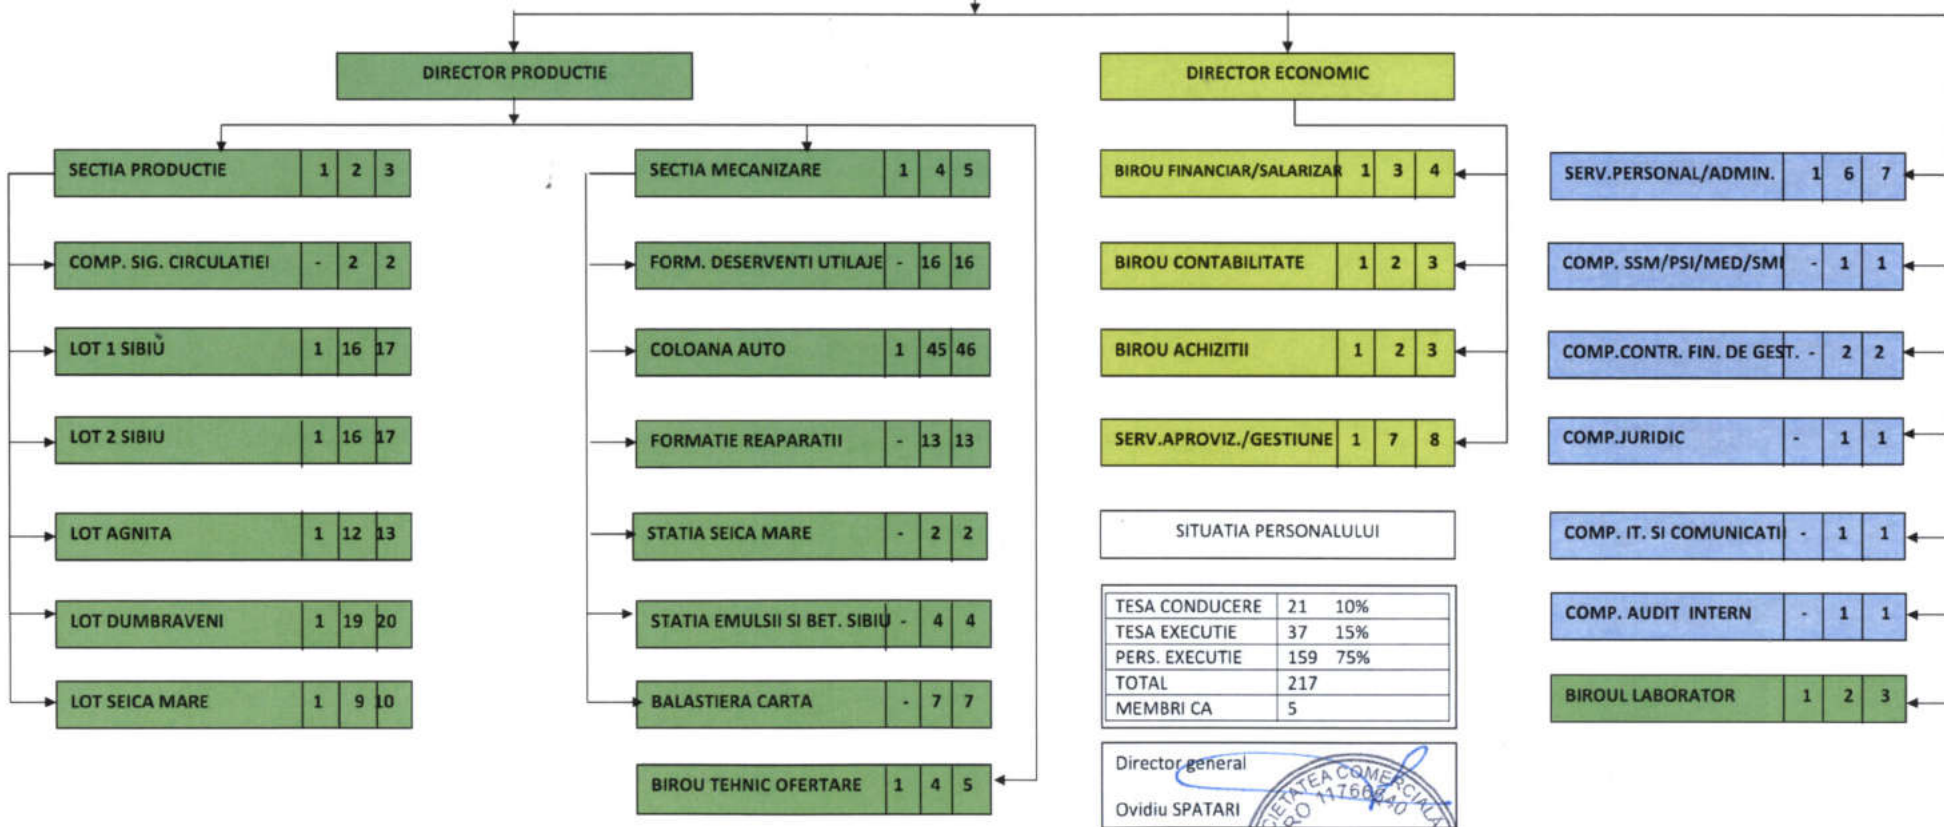 DIRECTOR PRODUCTIE
DIRECTOR ECONOMIC
SECTIA PRODUCTIE 1 2 3
COMP. SIG. CIRCULATIEI - 2 2
LOT 1 SIBIU 1 16 17
LOT 2 SIBIU 1 16 17
LOT AGNITA 1 12 13
LOT DUMBRAVENI 1 19 20
LOT SEICA MARE 1 9 10
SECTIA MECANIZARE 1 4 5
FORM. DESERVENTI UTILAJE - 16 16
COLOANA AUTO 1 45 46
FORMATIE REAPARATII - 13 13
STATIA SEICA MARE - 2 2
STATIA EMULSII SI BET. SIBIU - 4 4
BALASTIERA CARTA - 7 7
BIROU TEHNIC OFERTARE 1 4 5
BIROU FINANCIAR/SALARIZAR 1 3 4
BIROU CONTABILITATE 1 2 3
BIROU ACHIZITII 1 2 3
SERV.APROVIZ./GESTIUNE 1 7 8
SITUATIA PERSONALULUI
TESA CONDUCERE 21 10%
TESA EXECUTIE 37 15%
PERS. EXECUTIE 159 75%
TOTAL 217
MEMBRI CA 5
Director general
Ovidiu SPATARI
SERV.PERSONAL/ADMIN. 1 6 7
COMP. SSM/PSI/MED/SMI - 1 1
COMP.CONTR. FIN. DE GEST. - 2 2
COMP.JURIDIC - 1 1
COMP. IT. SI COMUNICATII - 1 1
COMP. AUDIT INTERN - 1 1
BIROUL LABORATOR 1 2 3